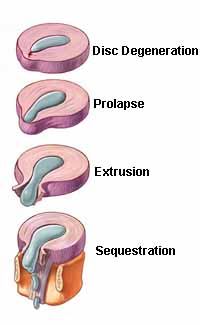 Disc Degeneration
Prolapse
Extrusion
Sequestration